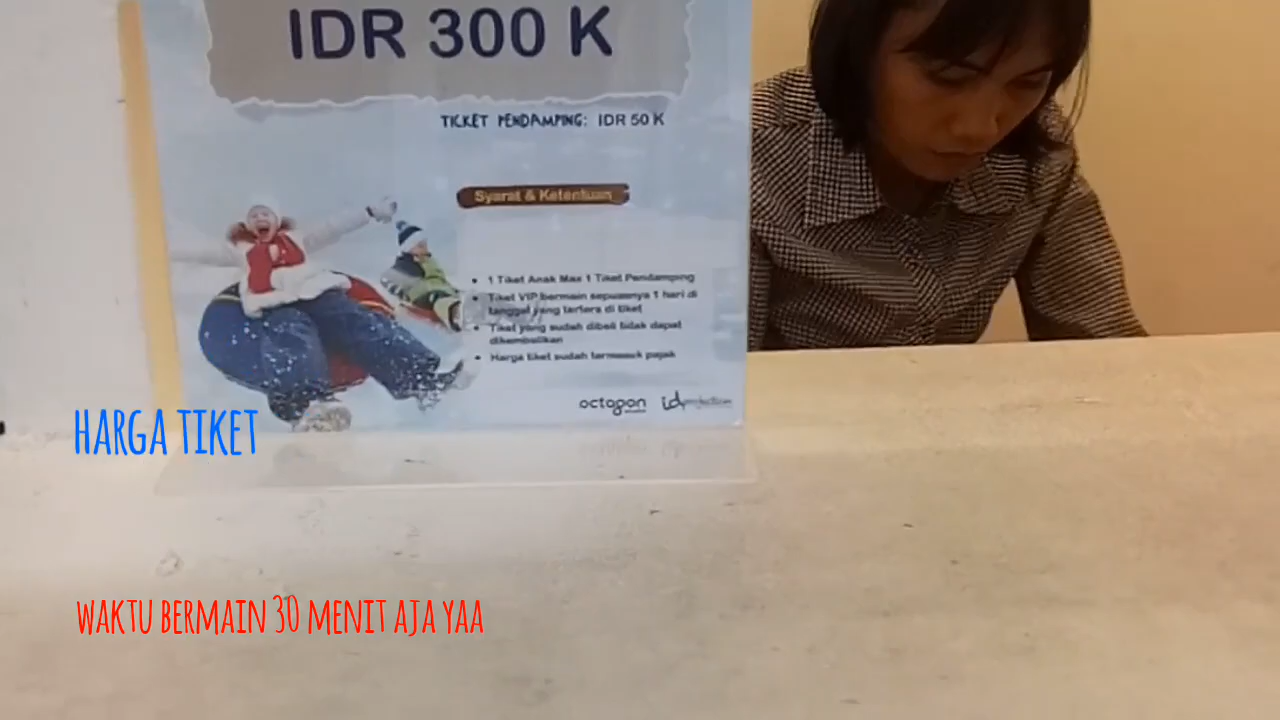 IDR 300 K
TICKET PENDAMPING: IDR 50 K
Syarat & Ketentuan
• 1 Tiket Anak Max 1 Tiket Pendamping
• Tiket VIP bermain sepuasnya 1 hari di
tanggal yang tertera di tiket
• Tiket yang sudah dibeli tidak dapat
dikembalikan
• Harga tiket sudah termasuk pajak
octagon
id
HARGA TIKET
WAKTU BERMAIN 30 MENIT AJA YAA